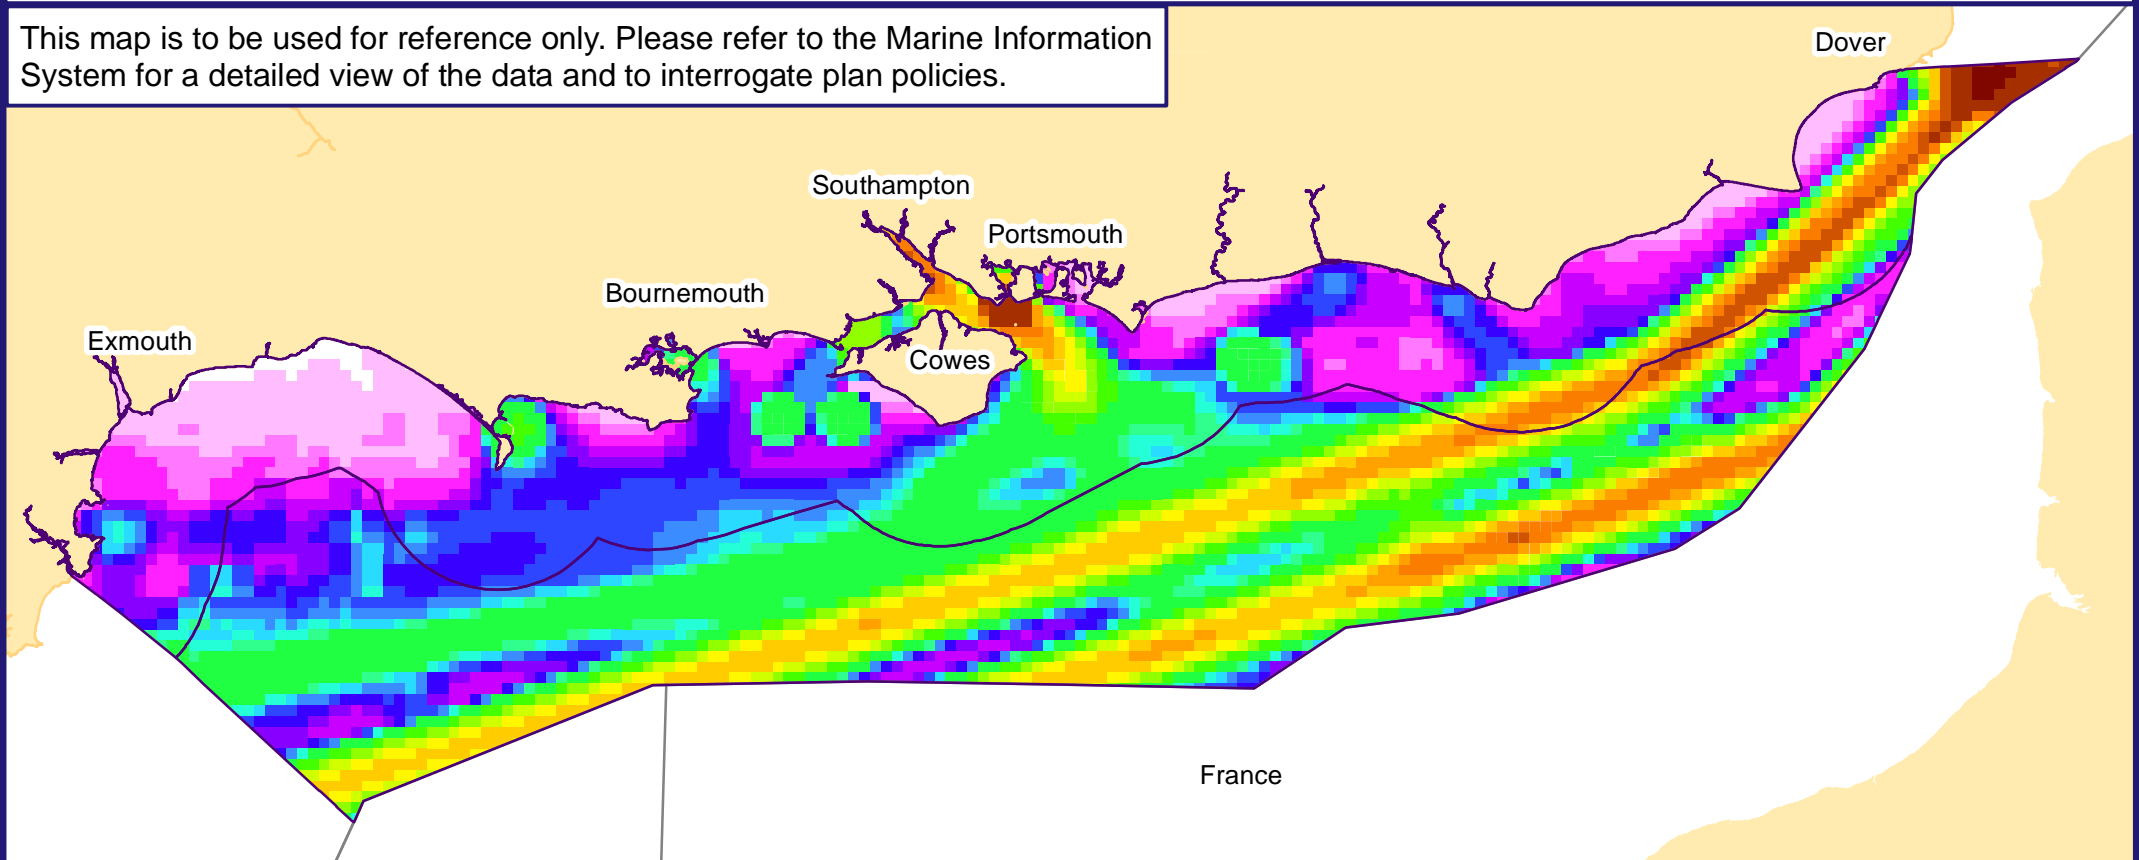 This map is to be used for reference only. Please refer to the Marine Information
System for a detailed view of the data and to interrogate plan policies.
Dover
Southampton
Portsmouth
Bournemouth
Exmouth
Cowes
France